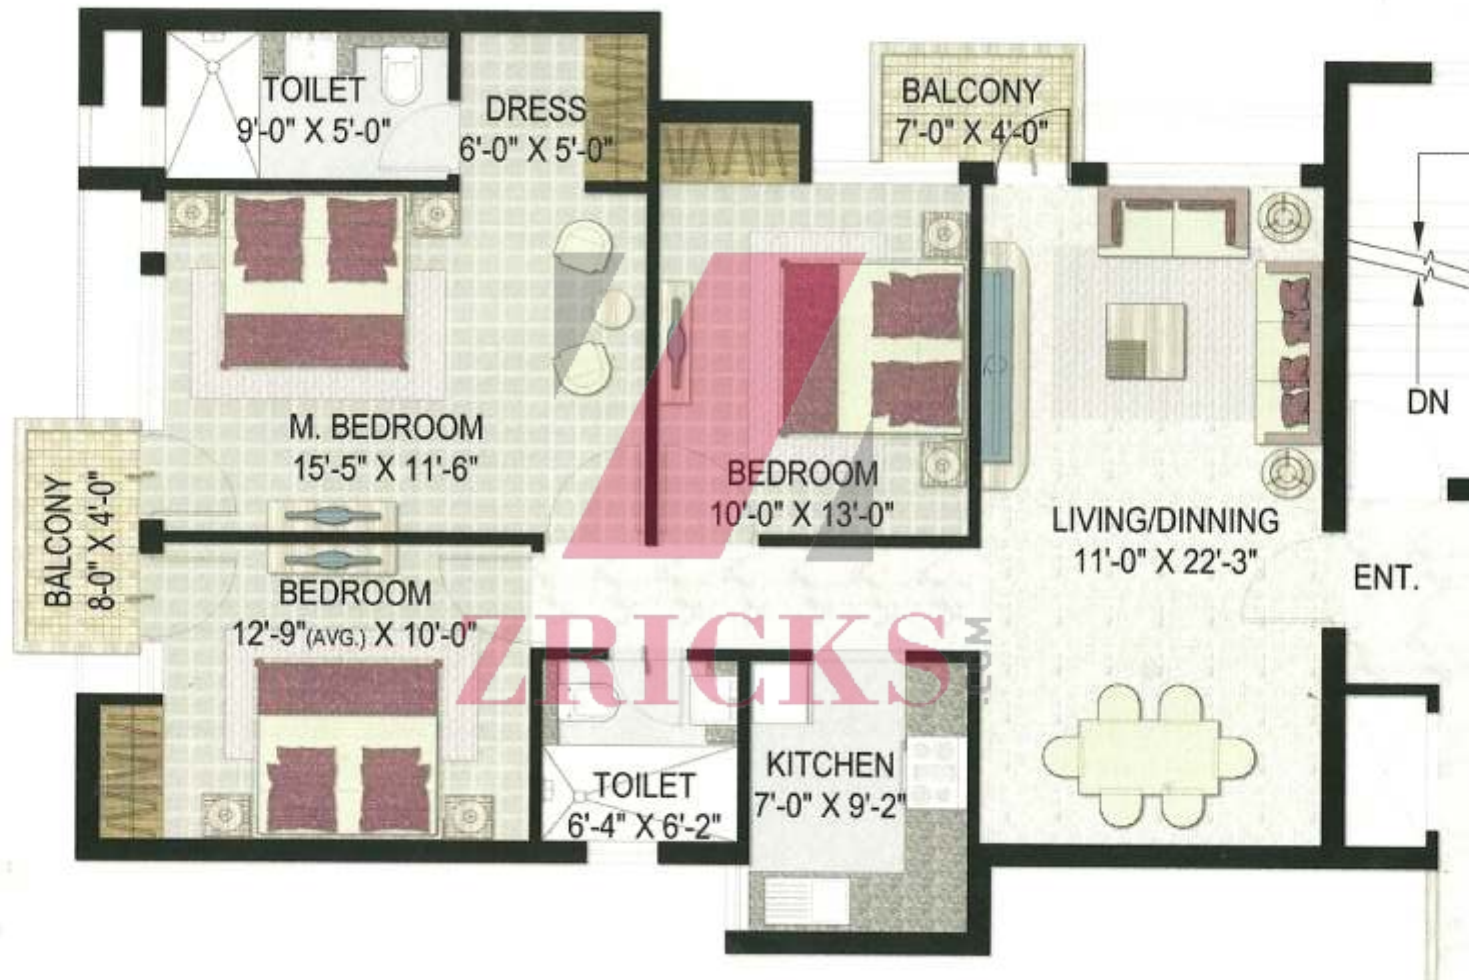 TOILET
9'-0" X 5'-0"
DRESS
6'-0" X 5'-0"
BALCONY
7'-0" X 4'-0"
M. BEDROOM
15'-5" X 11'-6"
BEDROOM
10'-0" X 13'-0"
LIVING/DINNING
11'-0" X 22'-3"
DN
ENT.
BALCONY
8-0" X 4'-0"
BEDROOM
12'-9"(AVG.) X 10'-0"
ZRICKS
.COM
TOILET
6'-4" X 6'-2"
KITCHEN
7'-0" X 9'-2"